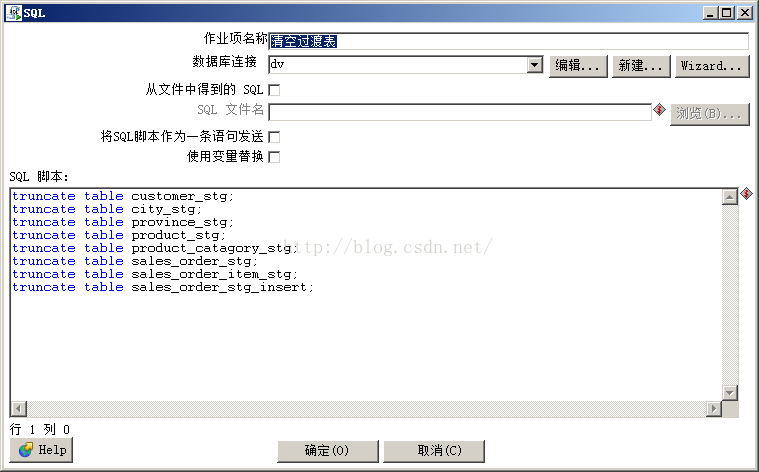 SQL
作业项名称 清空过渡表
数据库连接 dv 编辑... 新建... Wizard...
从文件中得到的 SQL
SQL 文件名 浏览(B)...
将SQL脚本作为一条语句发送
使用变量替换
SQL 脚本:
truncate table customer_stg;
truncate table city_stg;
truncate table province_stg;
truncate table product_stg;
truncate table product_catagory_stg;
truncate table sales_order_stg;
truncate table sales_order_item_stg;
truncate table sales_order_stg_insert;
http://blog.csdn.net/
行 1 列 0
Help 确定(O) 取消(C)